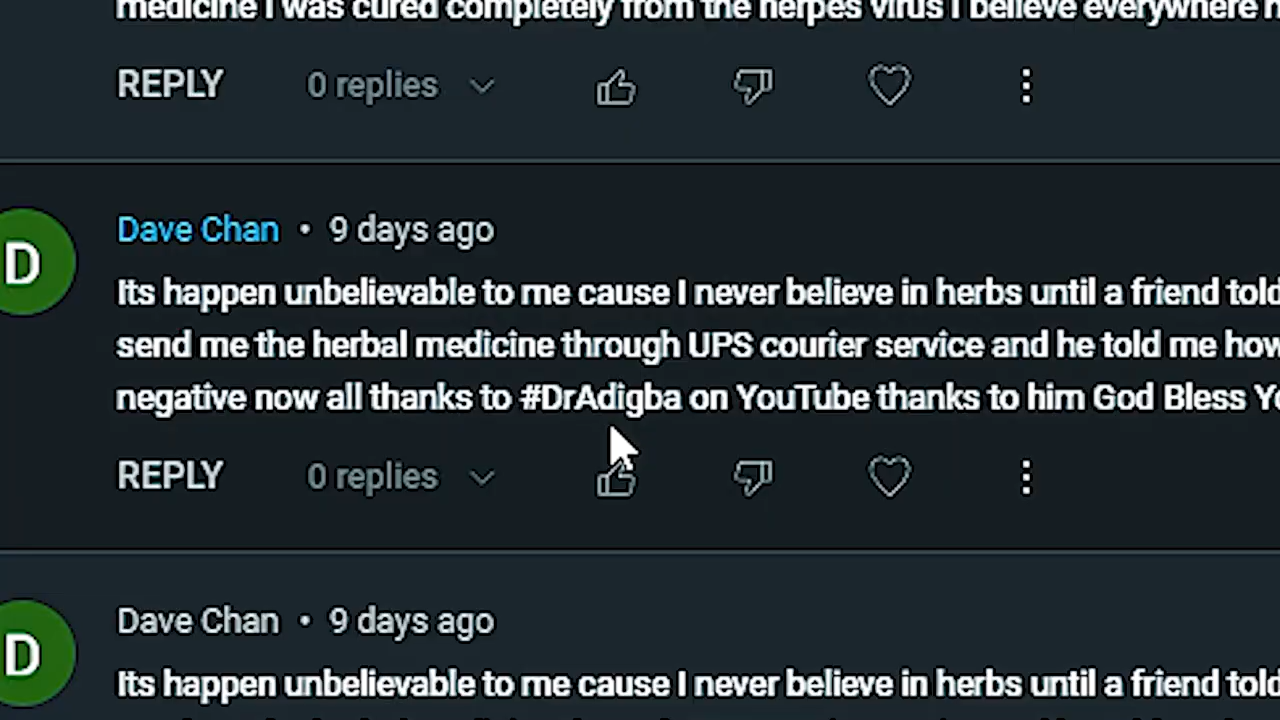 medicine I was cured completely from the herpes virus I believe everywhere
REPLY 0 replies
D
Dave Chan • 9 days ago
Its happen unbelievable to me cause I never believe in herbs until a friend told
send me the herbal medicine through UPS courier service and he told me how
negative now all thanks to #DrAdigba on YouTube thanks to him God Bless
REPLY 0 replies
D
Dave Chan • 9 days ago
Its happen unbelievable to me cause I never believe in herbs until a friend told